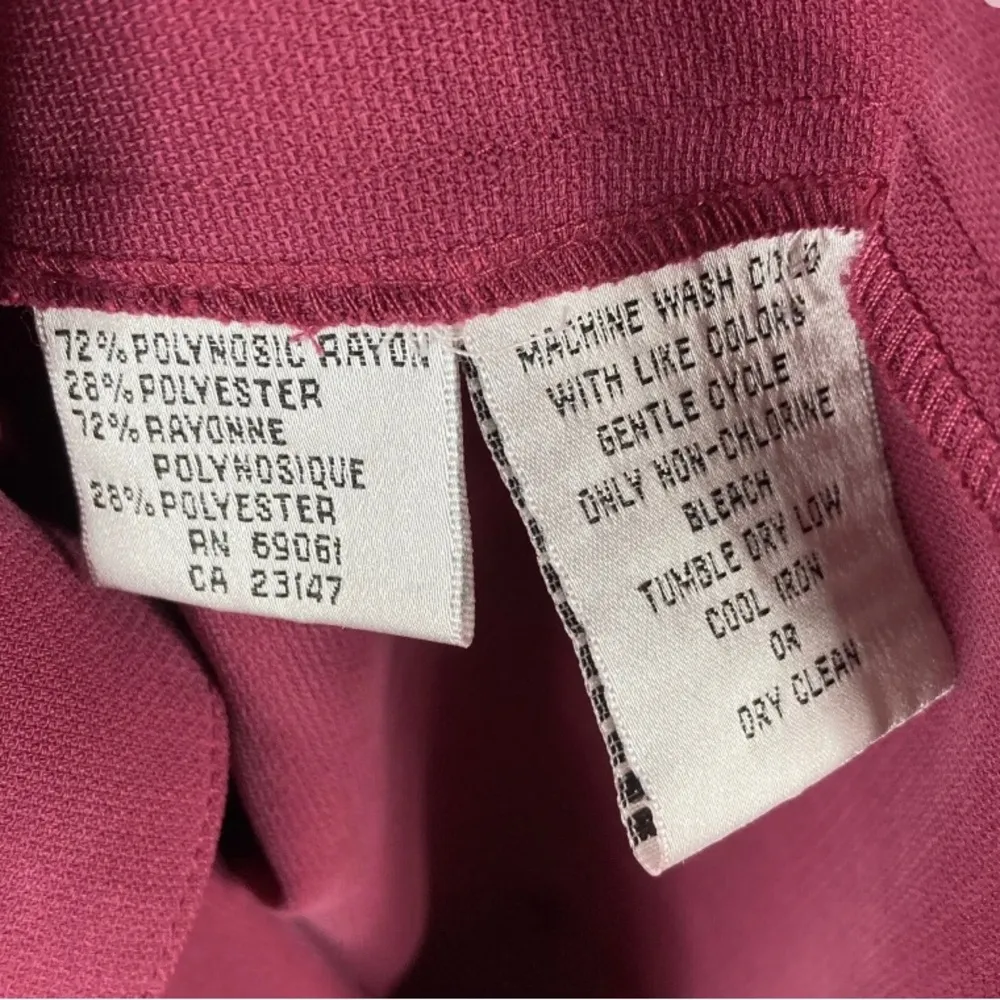 72% POLYNOSIC RAYON
28% POLYESTER
72% RAYONNE
POLYNOSIQUE
28% POLYESTER
RN 69061
CA 23147
MACHINE WASH COLD
WITH LIKE COLORS
GENTLE CYCLE
ONLY NON-CHLORINE
BLEACH
TUMBLE DRY LOW
COOL IRON
OR
DRY CLEAN